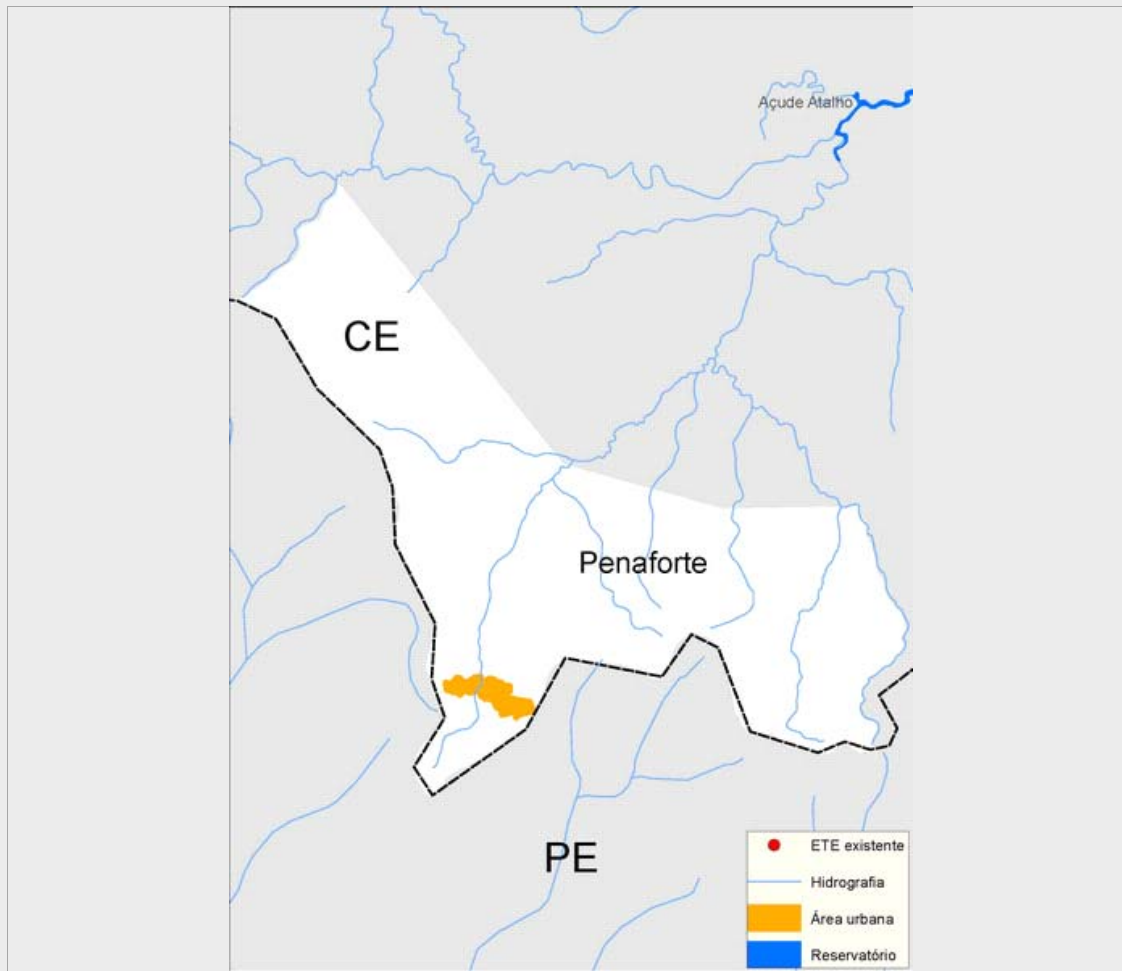 Açude Atalho
CE
Penaforte
PE
ETE existente
Hidrografia
Área urbana
Reservatório